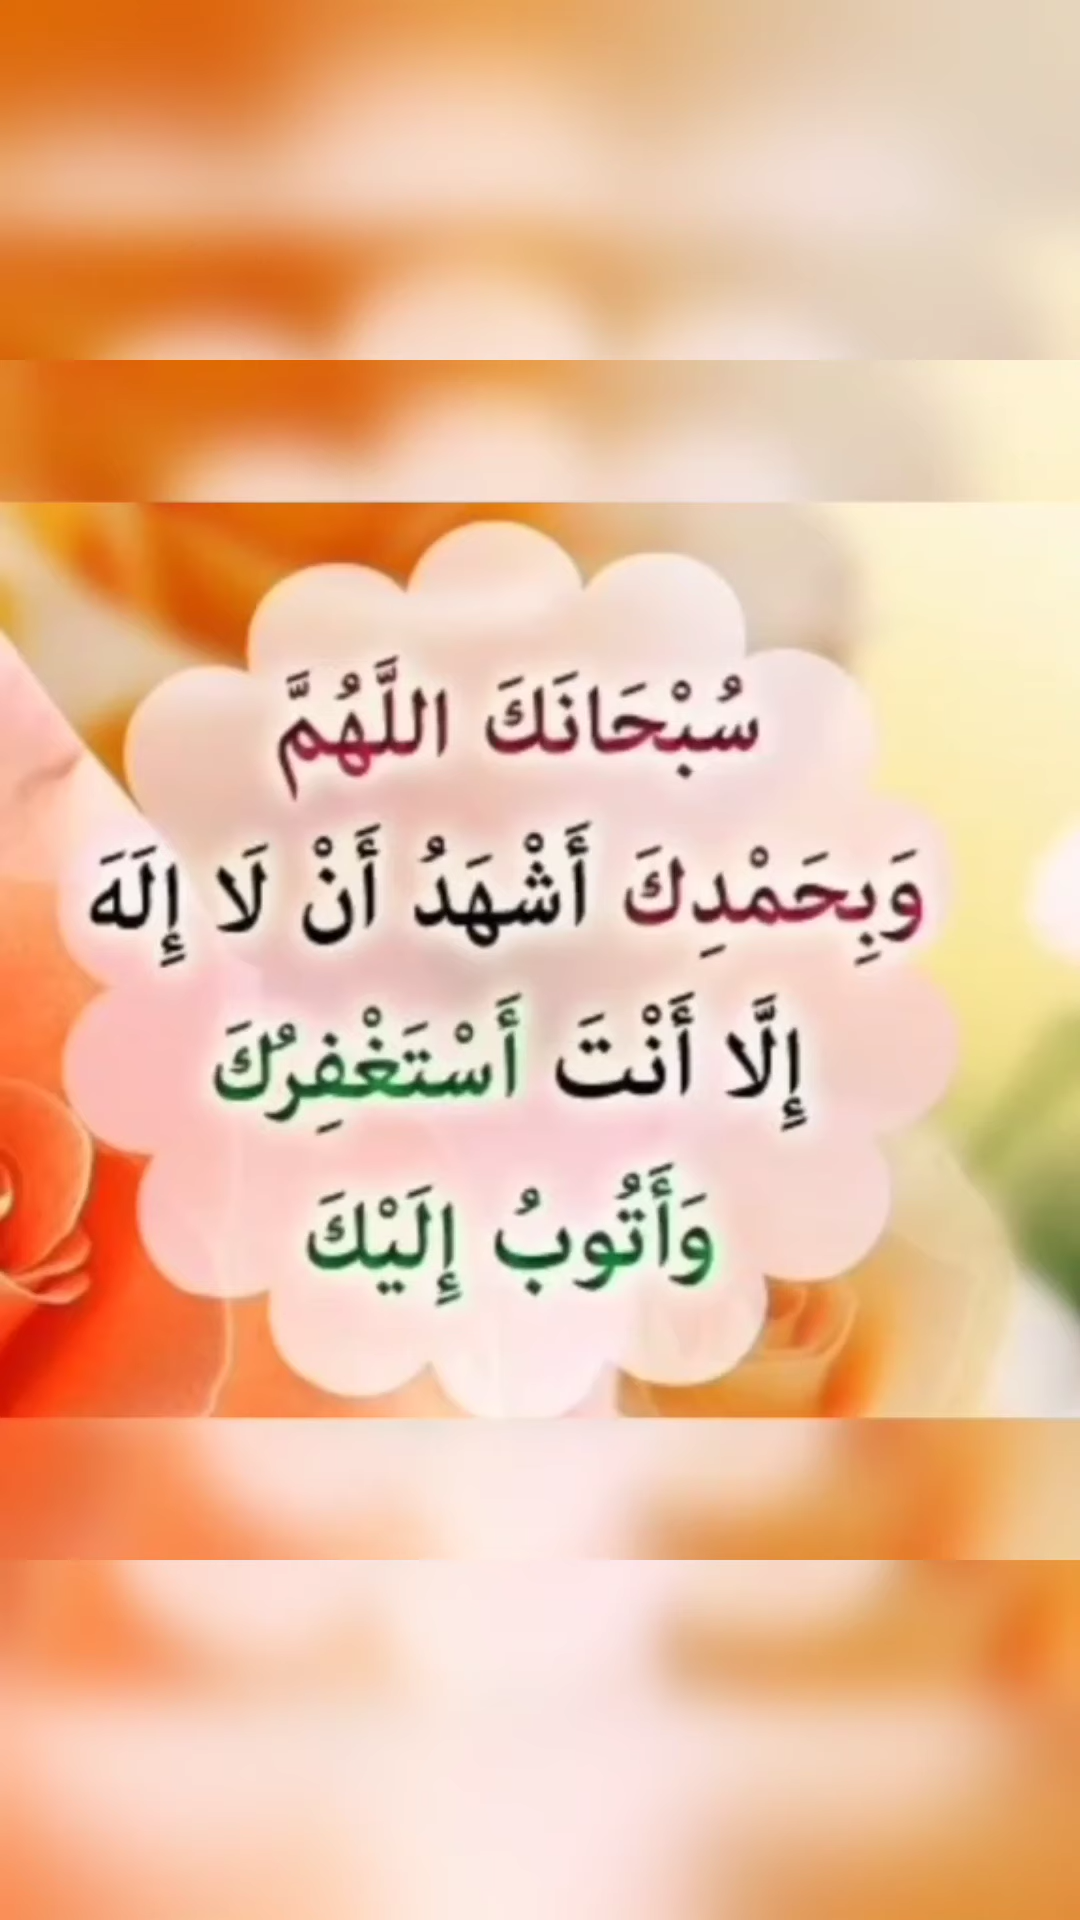 سُبْحَانَكَ اللَّهُمَّ
وَبِحَمْدِكَ أَشْهَدُ أَنْ لَا إِلَهَ
إِلَّا أَنْتَ أَسْتَغْفِرُكَ
وَأَتُوبُ إِلَيْكَ